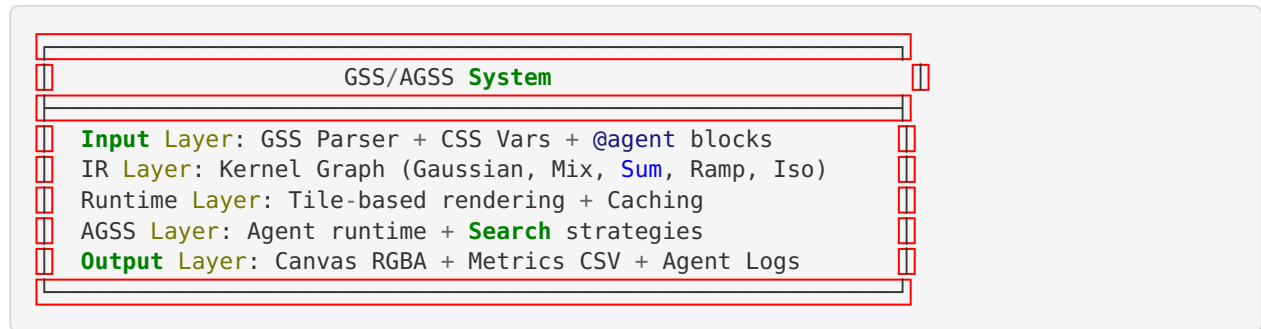 GSS/AGSS System
Input Layer: GSS Parser + CSS Vars + @agent blocks
IR Layer: Kernel Graph (Gaussian, Mix, Sum, Ramp, Iso)
Runtime Layer: Tile-based rendering + Caching
AGSS Layer: Agent runtime + Search strategies
Output Layer: Canvas RGBA + Metrics CSV + Agent Logs